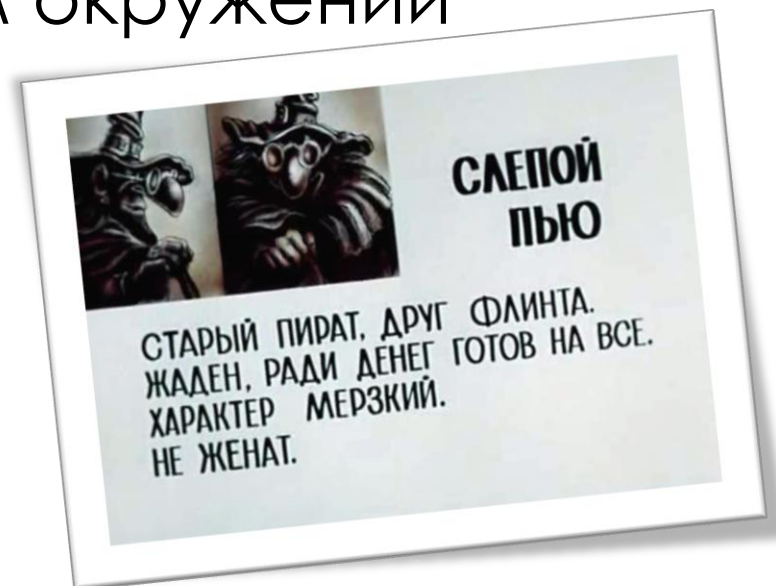 окружении
СЛЕПОЙ
ПЬЮ
СТАРЫЙ ПИРАТ, ДРУГ ФЛИНТА.
ЖАДЕН, РАДИ ДЕНЕГ ГОТОВ НА ВСЕ.
ХАРАКТЕР МЕРЗКИЙ.
НЕ ЖЕНАТ.